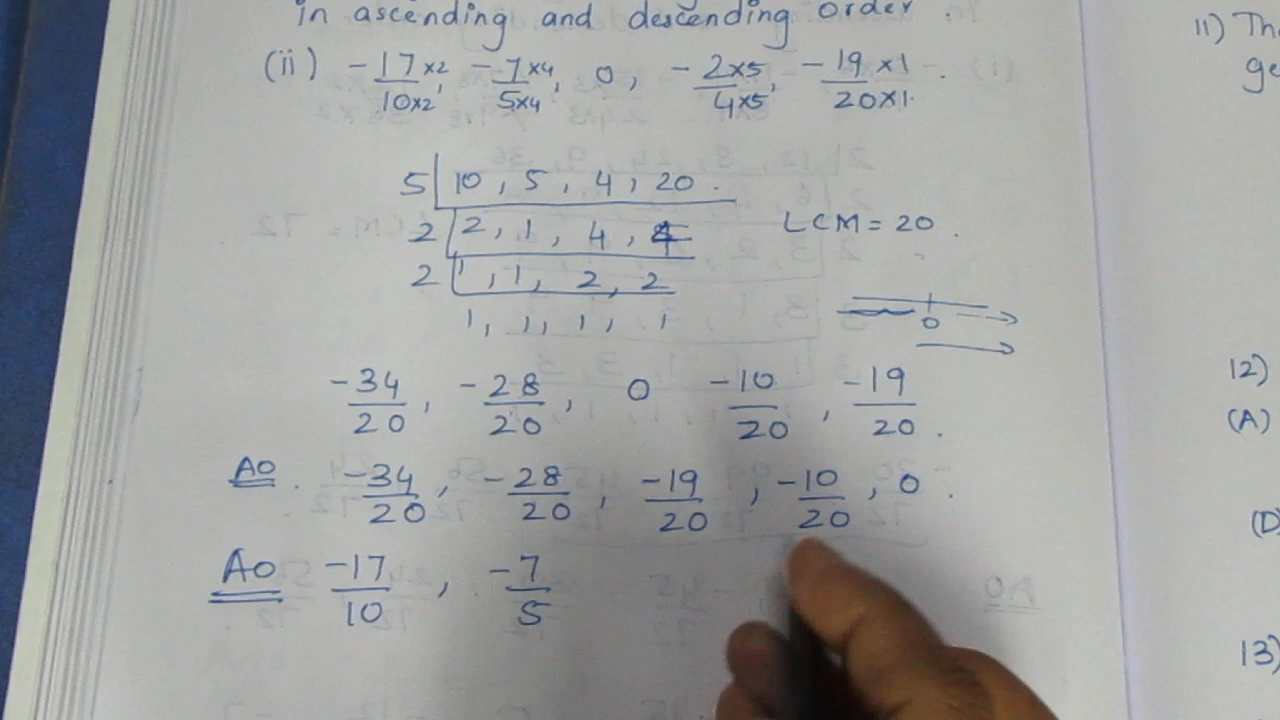 in ascending and descending order.
(ii) -17×2/10×2, -7×4/5×4, 0, -2×5/4×5, -19×1/20×1.
5 | 10, 5, 4, 20.
2 | 2, 1, 4, 4
LCM = 20.
2 | 1, 1, 2, 2
1, 1, 1, 1
0
-34/20, -28/20, 0 -10/20, -19/20.
AO. -34/20, -28/20, -19/20, -10/20, 0.
AO -17/10, -7/5
11) Th
ge
12)
(A)
(D
13)